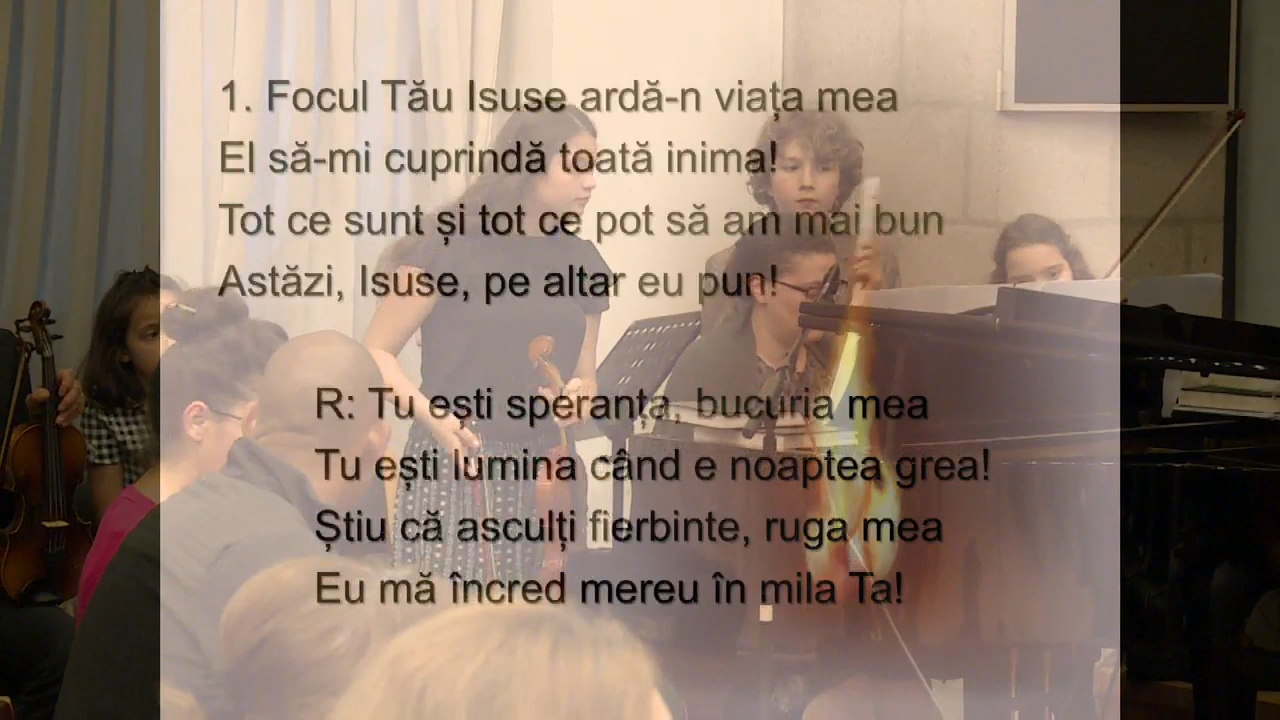 1. Focul Tău Isuse ardă-n viața mea
El să-mi cuprindă toată inima!
Tot ce sunt și tot ce pot să am mai bun
Astăzi, Isuse, pe altar eu pun!
R: Tu ești speranța, bucuria mea
Tu ești lumina când e noaptea grea!
Știu că asculți fierbinte, ruga mea
Eu mă încred mereu în mila Ta!